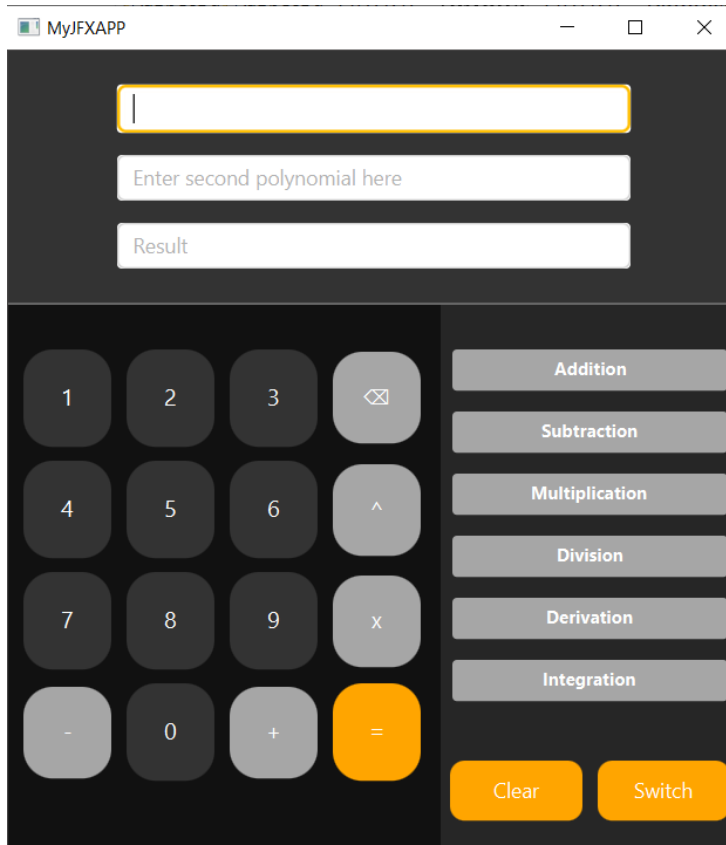 MyJFXAPP
Enter second polynomial here
Result
1 2 3 ⌫
4 5 6 ^
7 8 9 x
- 0 + =
Addition
Subtraction
Multiplication
Division
Derivation
Integration
Clear Switch